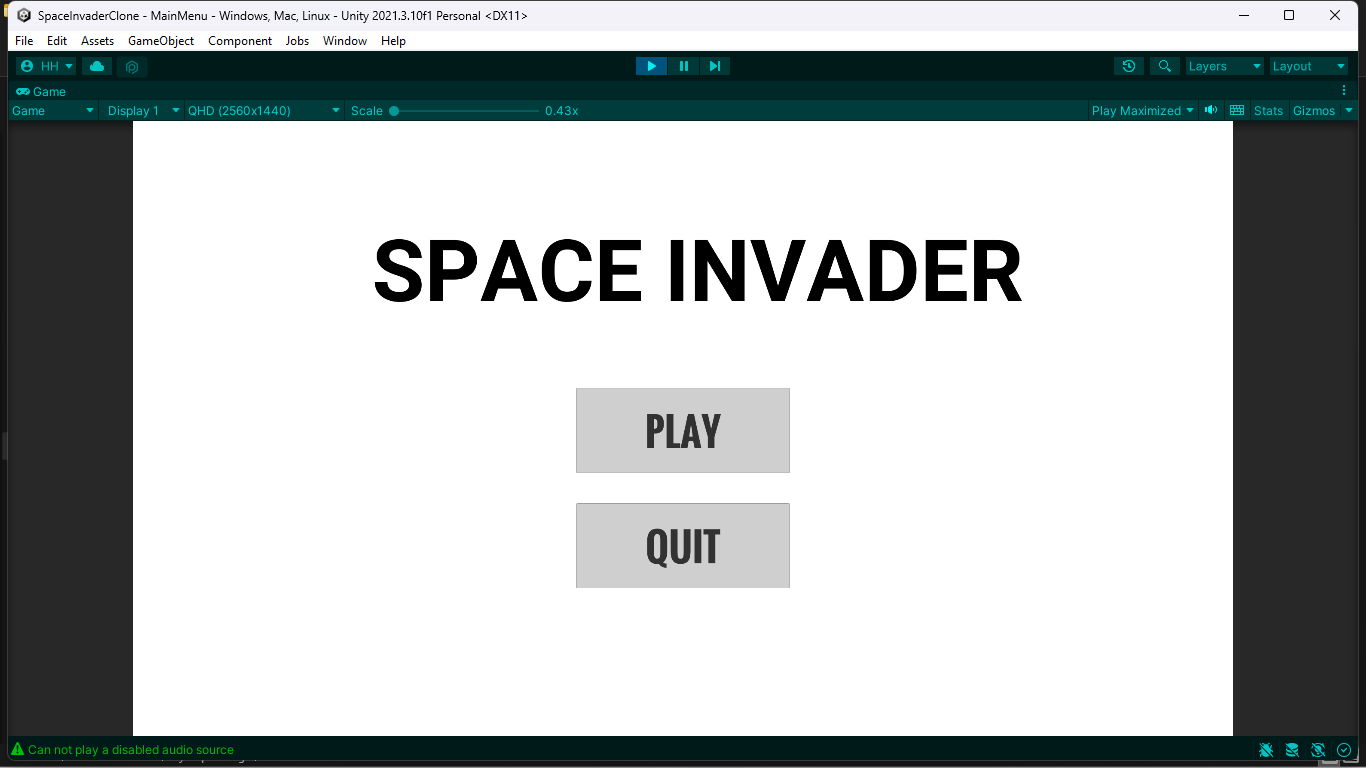 SpaceInvaderClone - MainMenu - Windows, Mac, Linux - Unity 2021.3.10f1 Personal <DX11>
File Edit Assets GameObject Component Jobs Window Help
HH Layers Layout
Game
Game Display 1 QHD (2560x1440) Scale 0.43x Play Maximized Stats Gizmos
SPACE INVADER
PLAY
QUIT
Can not play a disabled audio source